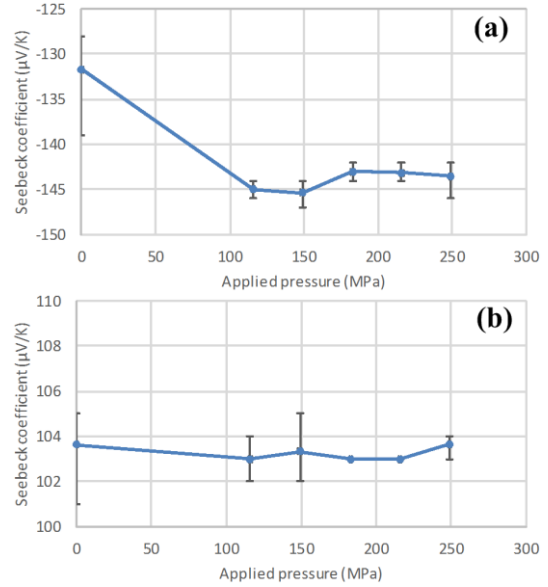 (a)
Seebeck coefficient (µV/K)
-125
-130
-135
-140
-145
-150
0 50 100 150 200 250 300
Applied pressure (MPa)
(b)
Seebeck coefficient (µV/K)
110
108
106
104
102
100
0 50 100 150 200 250 300
Applied pressure (MPa)